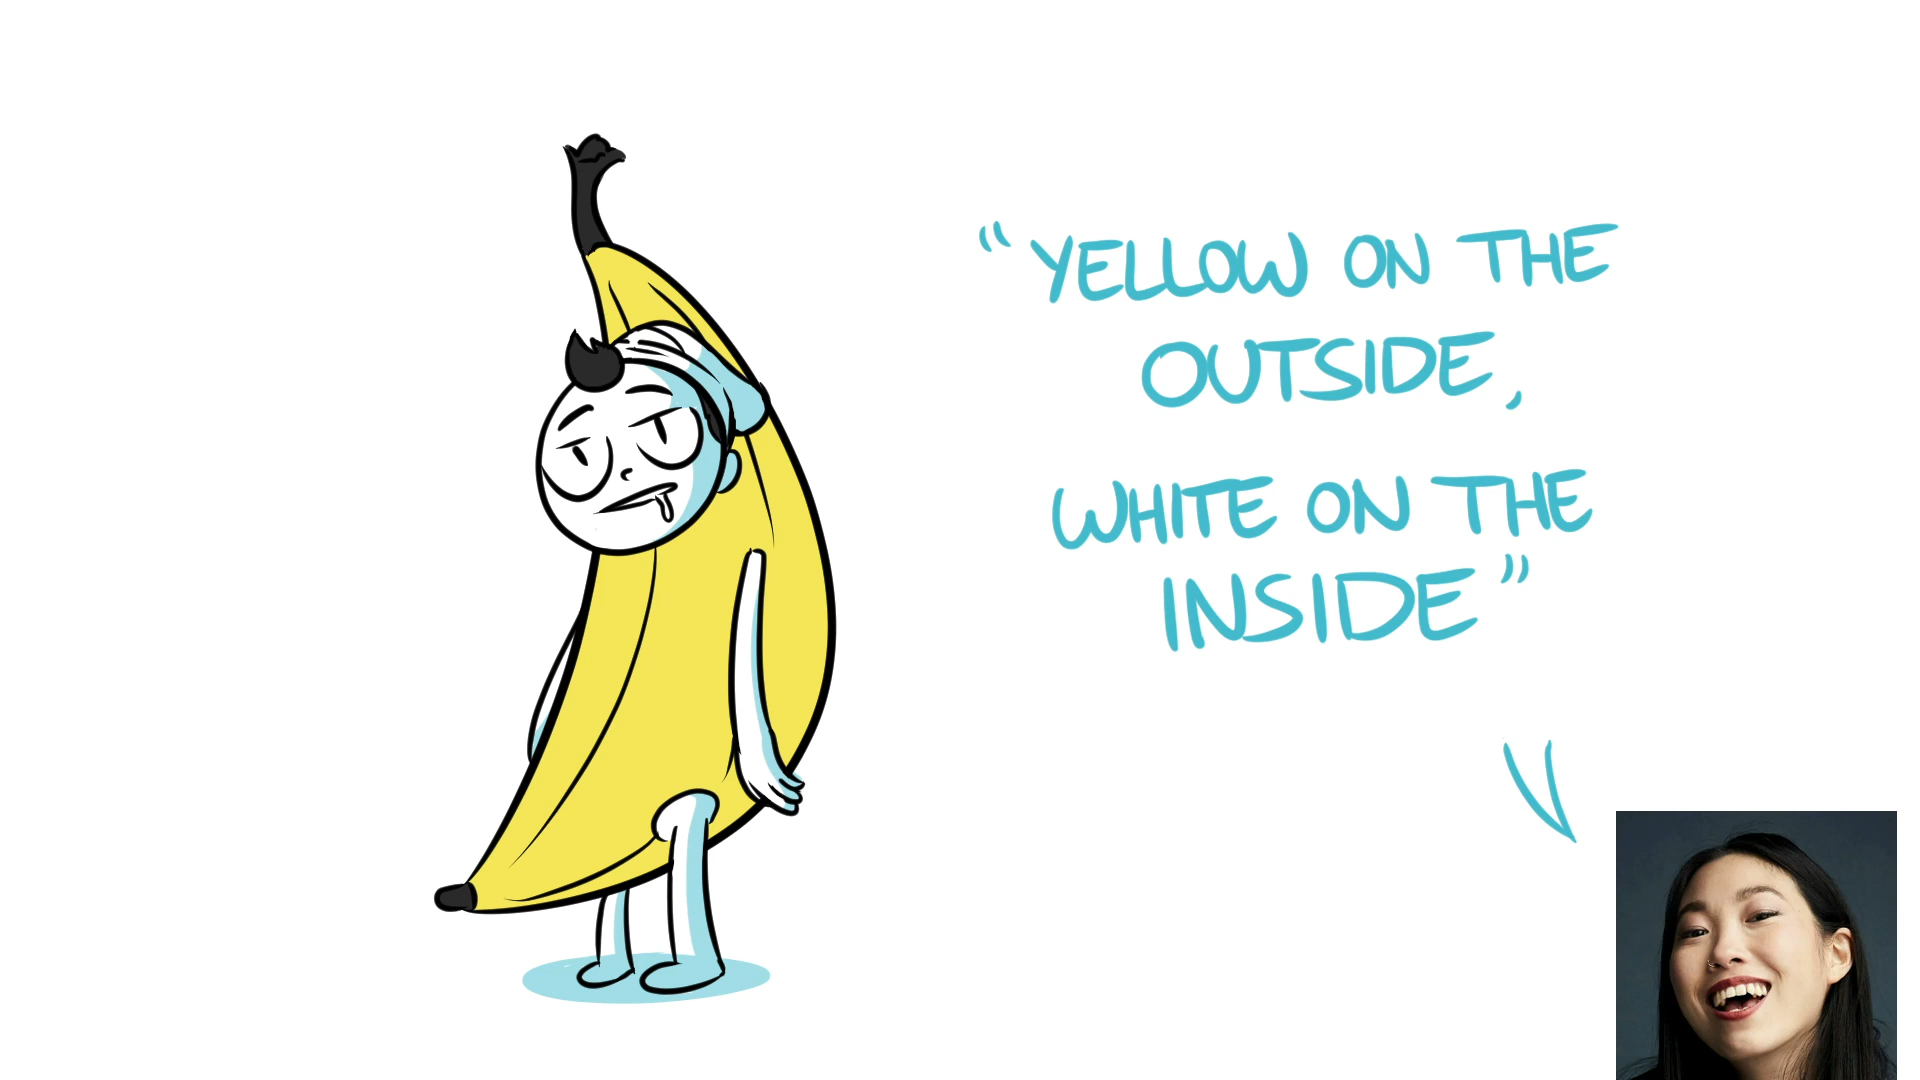 “YELLOW ON THE
OUTSIDE,
WHITE ON THE
INSIDE”